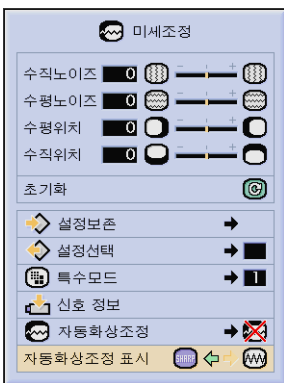 미세조정
수직노이즈 0 - +
수평노이즈 0 - +
수평위치 0 - +
수직위치 0 - +
초기화
설정보존
설정선택
특수모드 1
신호 정보
자동화상조정
자동화상조정 표시 SHARP